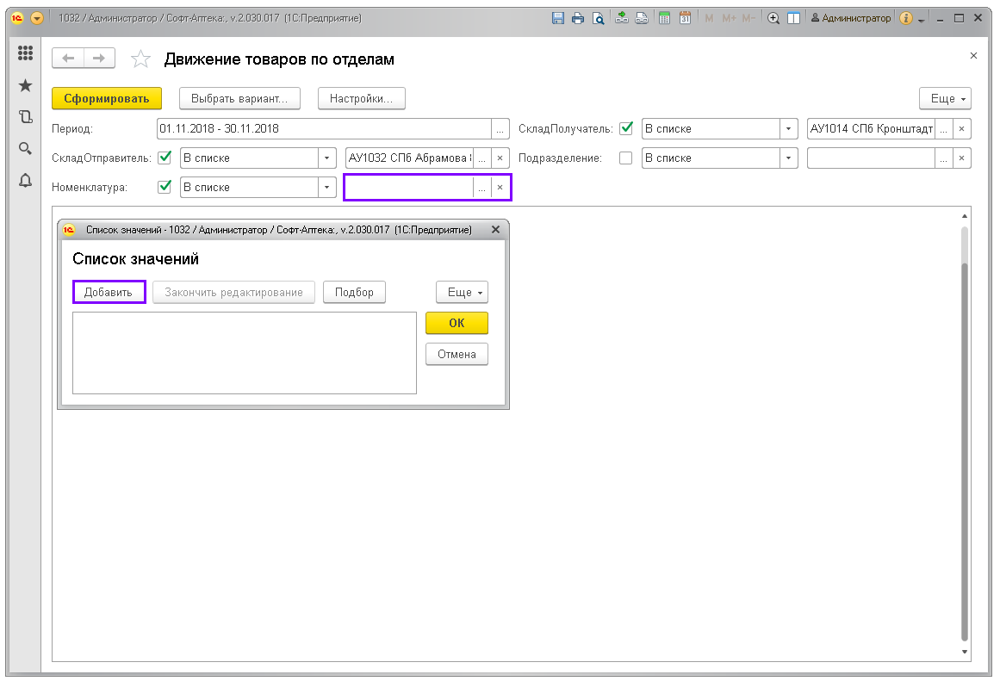 1032 / Администратор / Софт-Аптека:, v.2.030.017 (1С:Предприятие) 31 M M+ M- Администратор
Движение товаров по отделам
Сформировать Выбрать вариант... Настройки... Еще
Период: 01.11.2018 - 30.11.2018 ... СкладПолучатель: В списке АУ1014 СПб Кронштадт ... ×
СкладОтправитель: В списке АУ1032 СПб Абрамова ... × Подразделение: В списке ... ×
Номенклатура: В списке ... ×
Список значений - 1032 / Администратор / Софт-Аптека:, v.2.030.017 (1С:Предприятие)
Список значений
Добавить Закончить редактирование Подбор Еще
ОК
Отмена